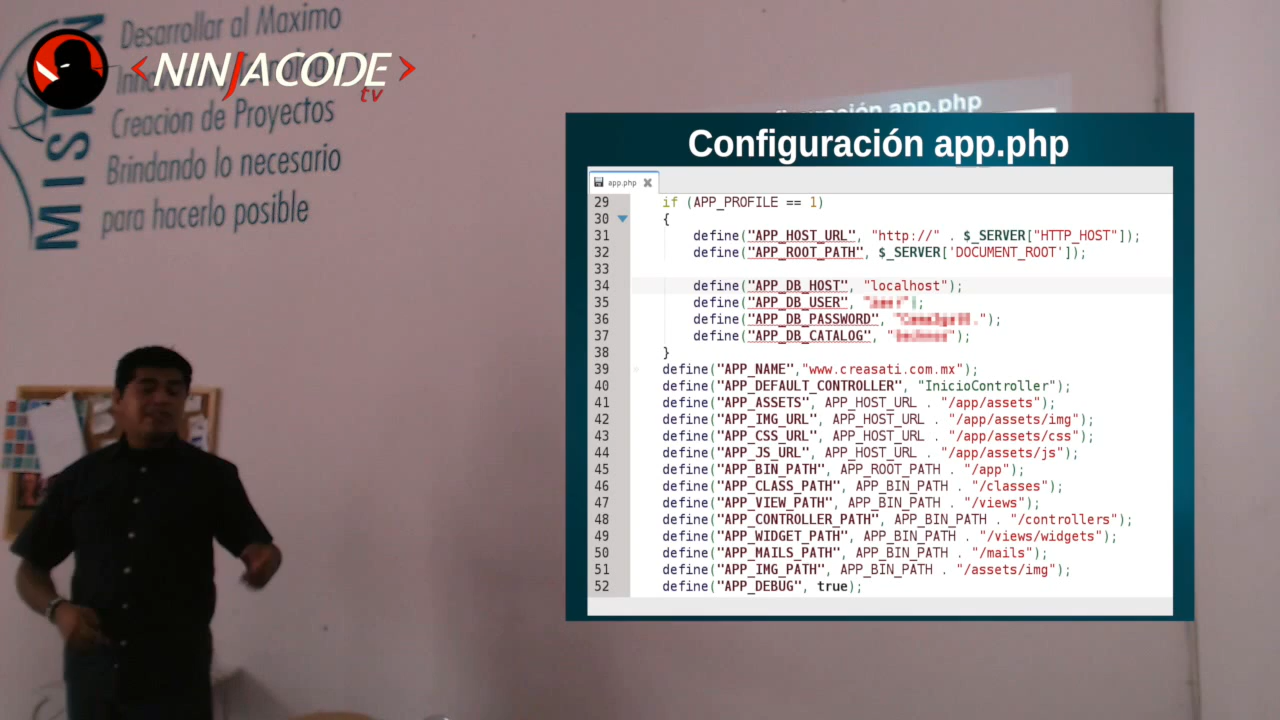 MISION
Desarrollar al Maximo
Creación de Proyectos
Brindando lo necesario
para hacerlo posible
<NINJACODE>
tv
app.php
Configuración app.php
app.php
29 if (APP_PROFILE == 1)
30 {
31 define("APP_HOST_URL", "http://" . $_SERVER["HTTP_HOST"]);
32 define("APP_ROOT_PATH", $_SERVER['DOCUMENT_ROOT']);
33
34 define("APP_DB_HOST", "localhost");
35 define("APP_DB_USER", "
36 define("APP_DB_PASSWORD", " .");
37 define("APP_DB_CATALOG", " ");
38 }
39 define("APP_NAME","www.creasati.com.mx");
40 define("APP_DEFAULT_CONTROLLER", "InicioController");
41 define("APP_ASSETS", APP_HOST_URL . "/app/assets");
42 define("APP_IMG_URL", APP_HOST_URL . "/app/assets/img");
43 define("APP_CSS_URL", APP_HOST_URL . "/app/assets/css");
44 define("APP_JS_URL", APP_HOST_URL . "/app/assets/js");
45 define("APP_BIN_PATH", APP_ROOT_PATH . "/app");
46 define("APP_CLASS_PATH", APP_BIN_PATH . "/classes");
47 define("APP_VIEW_PATH", APP_BIN_PATH . "/views");
48 define("APP_CONTROLLER_PATH", APP_BIN_PATH . "/controllers");
49 define("APP_WIDGET_PATH", APP_BIN_PATH . "/views/widgets");
50 define("APP_MAILS_PATH", APP_BIN_PATH . "/mails");
51 define("APP_IMG_PATH", APP_BIN_PATH . "/assets/img");
52 define("APP_DEBUG", true);